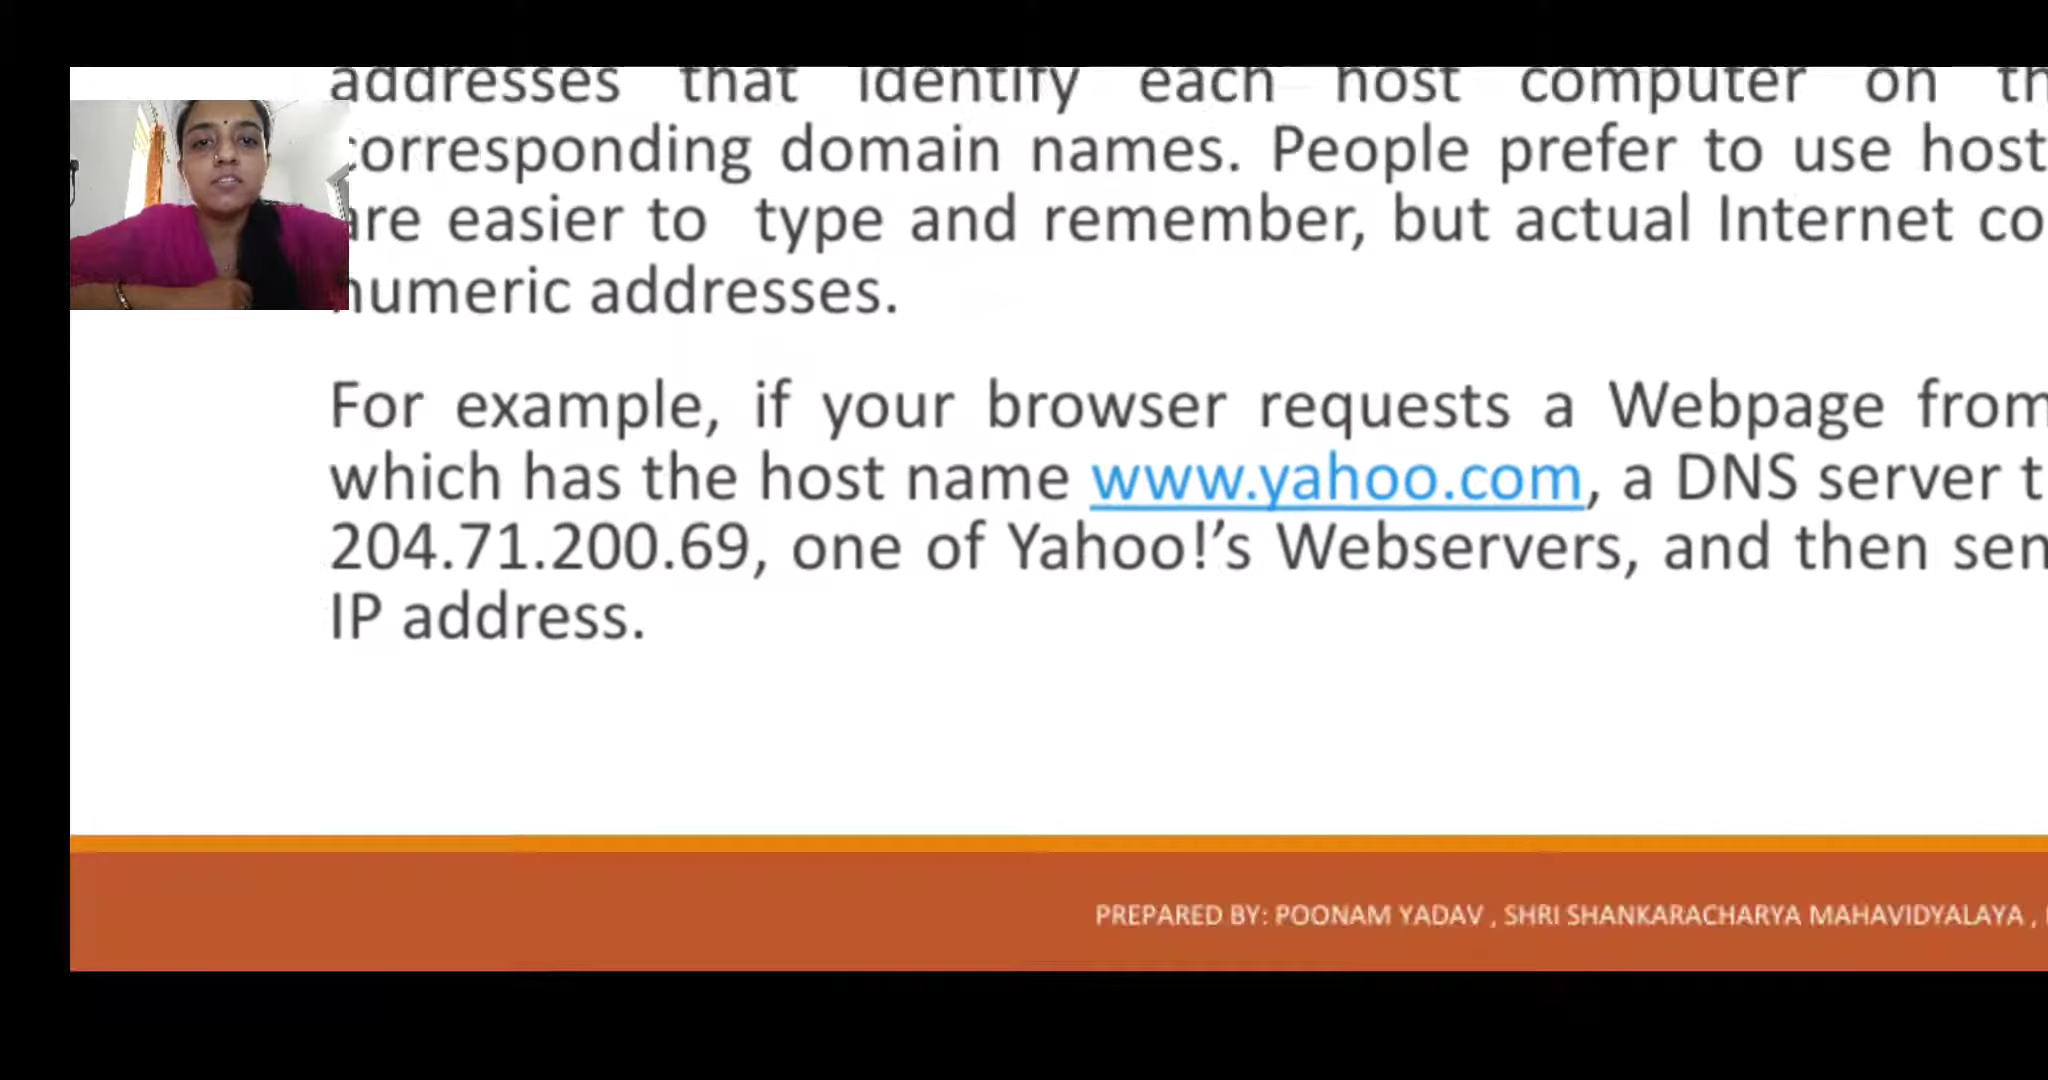 addresses that identify each host computer on
corresponding domain names. People prefer to use host
are easier to type and remember, but actual Internet co
numeric addresses.
For example, if your browser requests a Webpage from
which has the host name www.yahoo.com, a DNS server t
204.71.200.69, one of Yahoo!’s Webservers, and then sen
IP address.
PREPARED BY: POONAM YADAV , SHRI SHANKARACHARYA MAHAVIDYALAYA ,